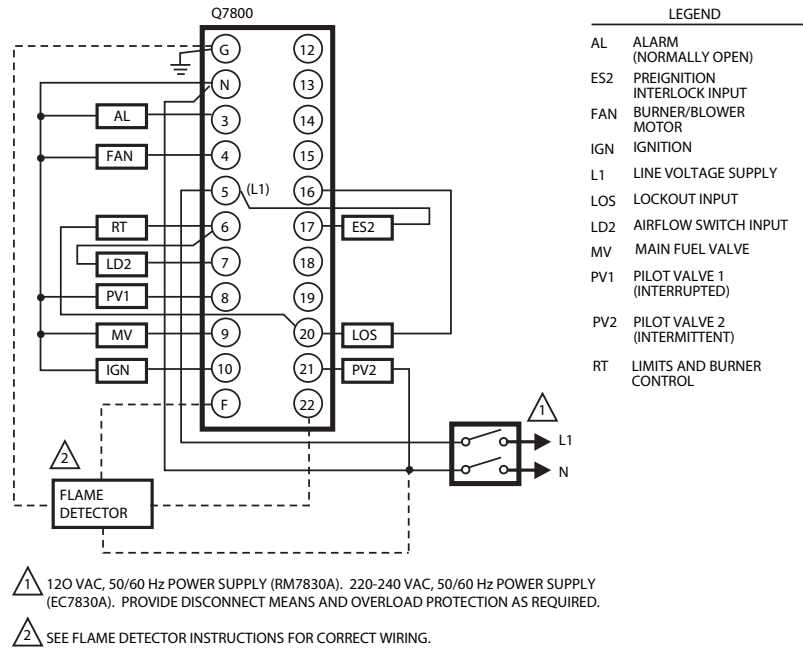 Q7800
LEGEND
G
12
N
13
AL
3
14
FAN
4
15
5
(L1)
16
RT
6
17
ES2
LD2
7
18
PV1
8
19
MV
9
20
LOS
IGN
10
21
PV2
F
22
AL ALARM
(NORMALLY OPEN)
ES2 PREIGNITION
INTERLOCK INPUT
FAN BURNER/BLOWER
MOTOR
IGN IGNITION
L1 LINE VOLTAGE SUPPLY
LOS LOCKOUT INPUT
LD2 AIRFLOW SWITCH INPUT
MV MAIN FUEL VALVE
PV1 PILOT VALVE 1
(INTERRUPTED)
PV2 PILOT VALVE 2
(INTERMITTENT)
RT LIMITS AND BURNER
CONTROL
1
L1
N
2
FLAME
DETECTOR
1 12O VAC, 50/60 Hz POWER SUPPLY (RM7830A). 220-240 VAC, 50/60 Hz POWER SUPPLY
(EC7830A). PROVIDE DISCONNECT MEANS AND OVERLOAD PROTECTION AS REQUIRED.
2 SEE FLAME DETECTOR INSTRUCTIONS FOR CORRECT WIRING.